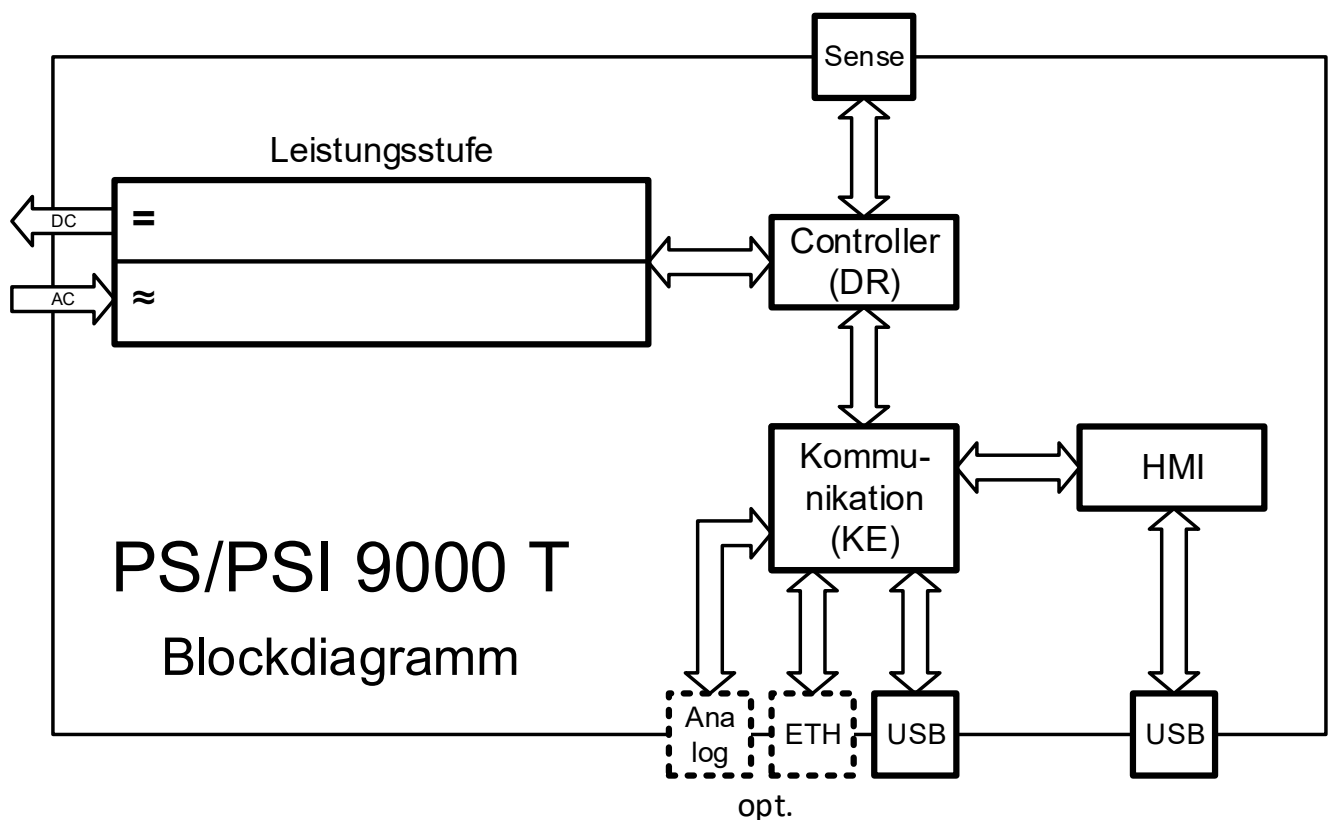 Sense
Leistungsstufe
DC
=
Controller
(DR)
AC
≈
Kommu-
nikation
(KE)
HMI
PS/PSI 9000 T
Blockdiagramm
Ana
log
ETH
USB
USB
opt.